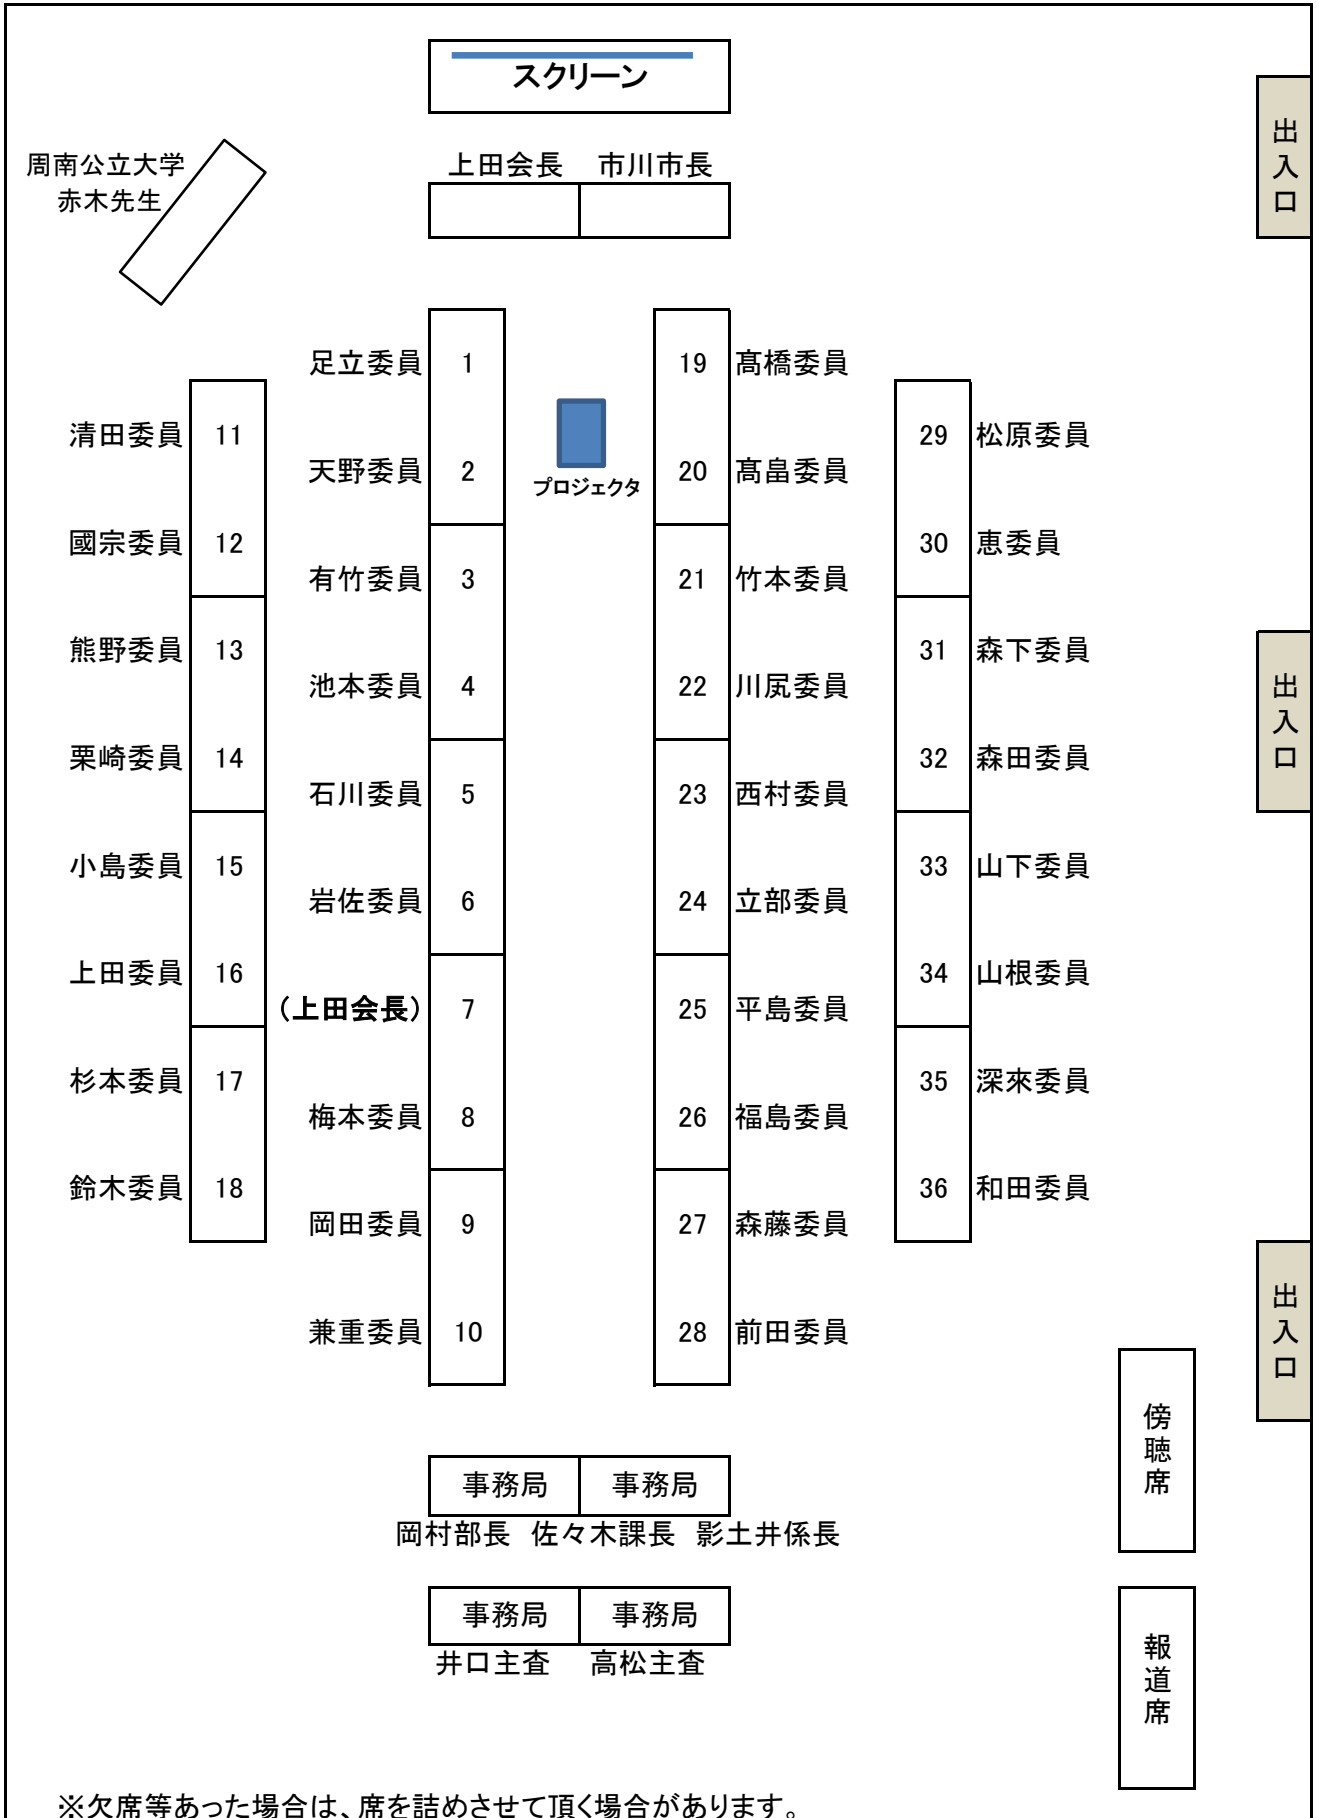 スクリーン
出入口
周南公立大学
赤木先生
上田会長 市川市長
足立委員 1
19 髙橋委員
清田委員 11
29 松原委員
天野委員 2
プロジェクタ
20 髙畠委員
國宗委員 12
30 恵委員
有竹委員 3
21 竹本委員
熊野委員 13
31 森下委員
池本委員 4
22 川尻委員
出入口
栗崎委員 14
32 森田委員
石川委員 5
23 西村委員
小島委員 15
33 山下委員
岩佐委員 6
24 立部委員
上田委員 16
34 山根委員
（上田会長） 7
25 平島委員
杉本委員 17
35 深來委員
梅本委員 8
26 福島委員
鈴木委員 18
36 和田委員
岡田委員 9
27 森藤委員
出入口
兼重委員 10
28 前田委員
傍聴席
事務局 事務局
岡村部長 佐々木課長 影土井係長
事務局 事務局
井口主査 高松主査
報道席
※欠席等あった場合は、席を詰めさせて頂く場合があります。